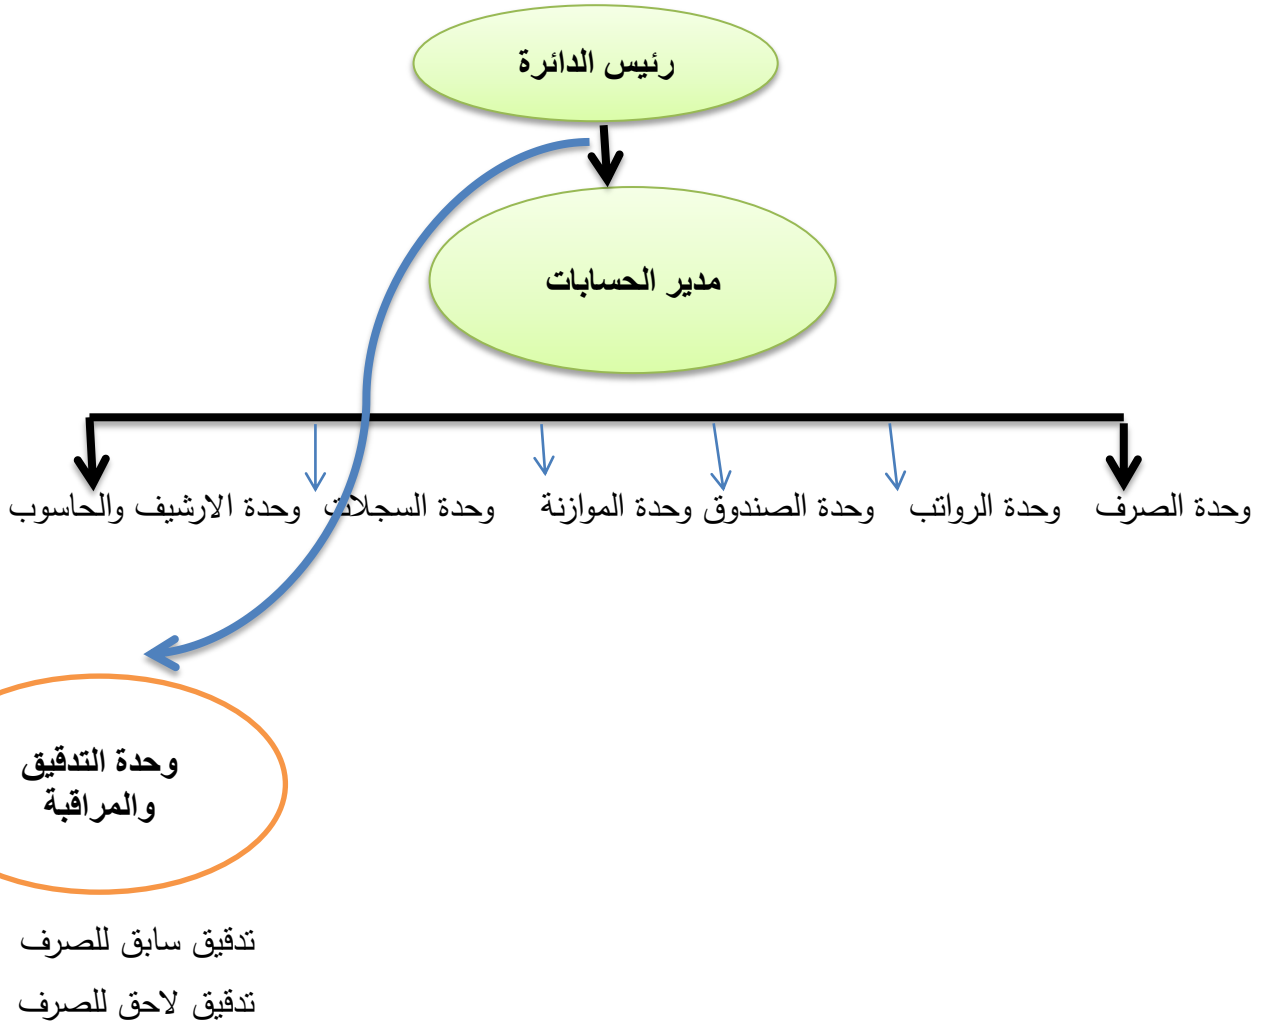 رئيس الدائرة
مدير الحسابات
وحدة الصرف وحدة الرواتب وحدة الصندوق وحدة الموازنة وحدة السجلات وحدة الارشيف والحاسوب
وحدة التدقيق
والمراقبة
تدقيق سابق للصرف
تدقيق لاحق للصرف